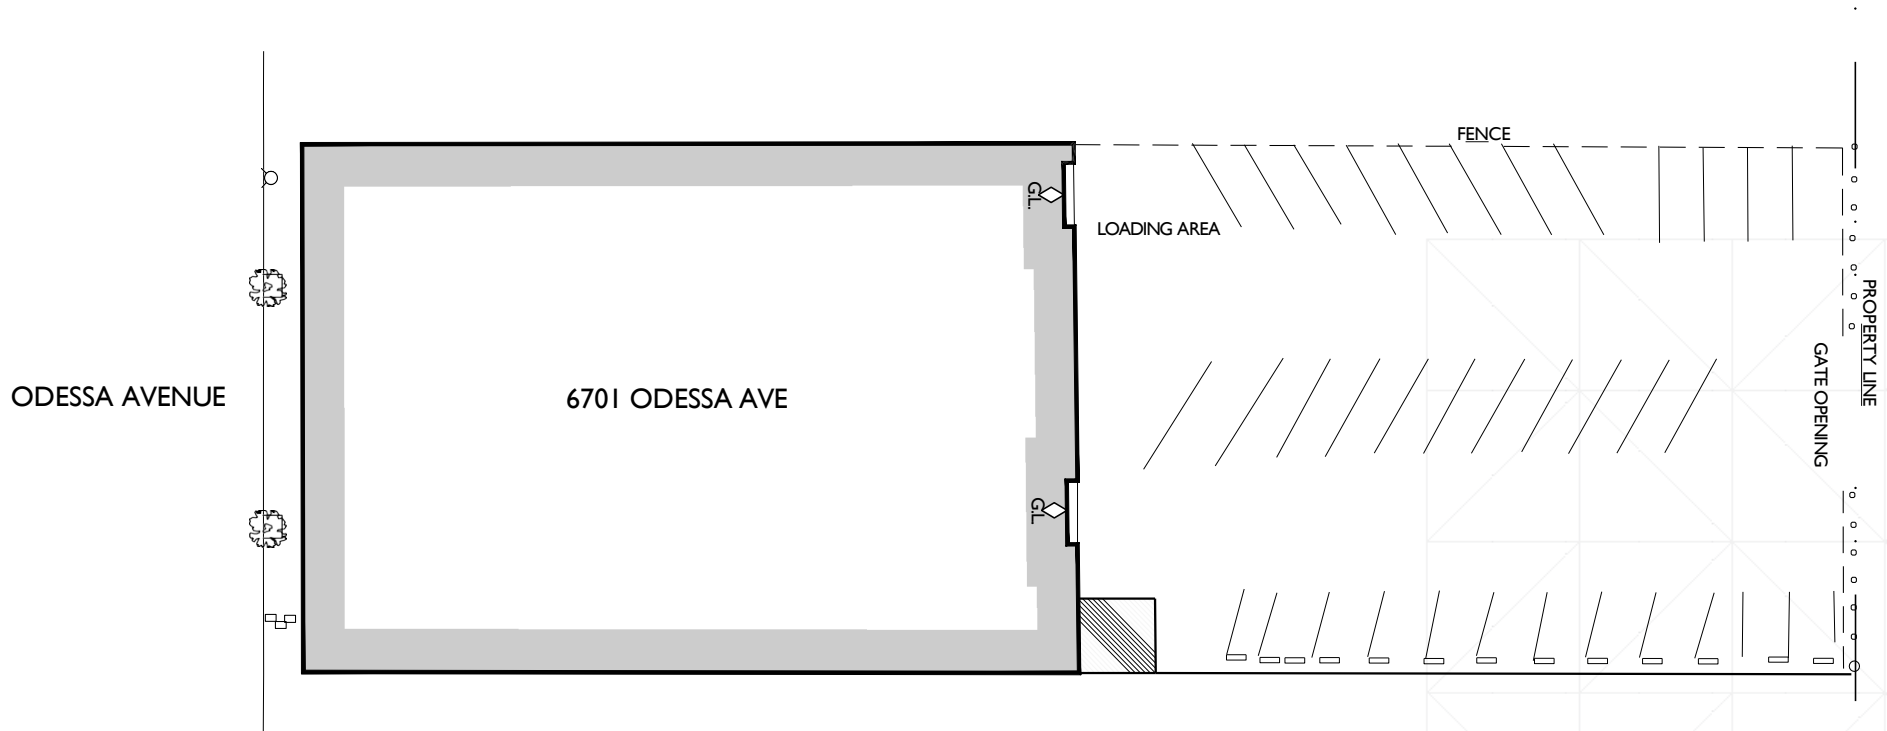 FENCE
G.L.
LOADING AREA
PROPERTY LINE
GATE OPENING
ODESSA AVENUE
6701 ODESSA AVE
G.L.